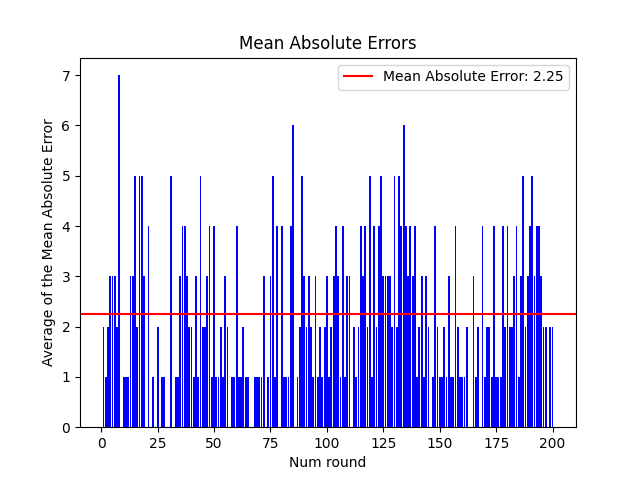 Mean Absolute Errors
Mean Absolute Error: 2.25
Average of the Mean Absolute Error
7
6
5
4
3
2
1
0
0 25 50 75 100 125 150 175 200
Num round